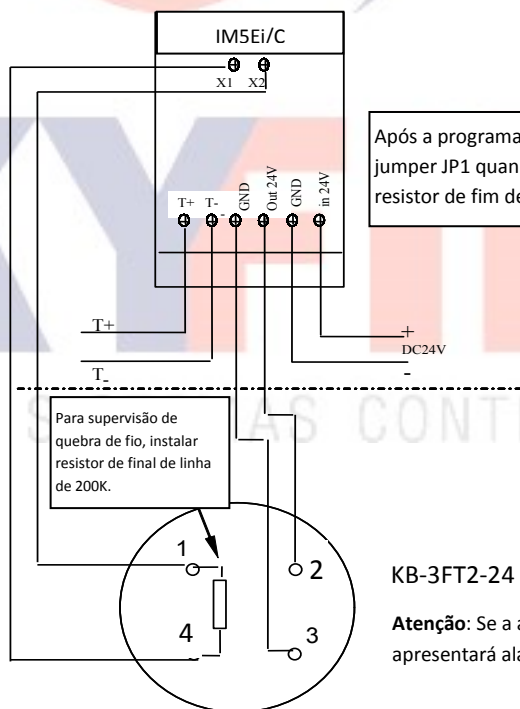 IM5Ei/C
X1 X2
Após a programa
jumper JP1 quan
resistor de fim de
T+ T- GND Out 24V GND in 24V
T+
T-
+
DC24V
-
Para supervisão de
quebra de fio, instalar
resistor de final de linha
de 200K.
AS CONT
1
2
4
3
KB-3FT2-24
Atenção: Se a a
apresentará ala